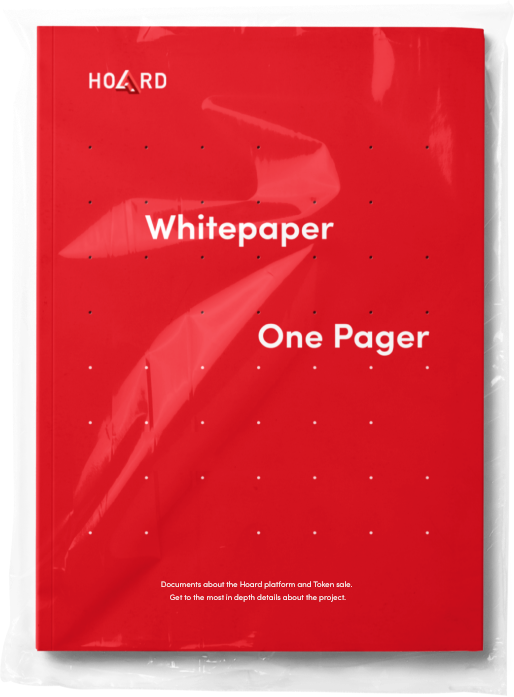 HOARD
Whitepaper
One Pager
Documents about the Hoard platform and Token sale.
Get to the most in depth details about the project.